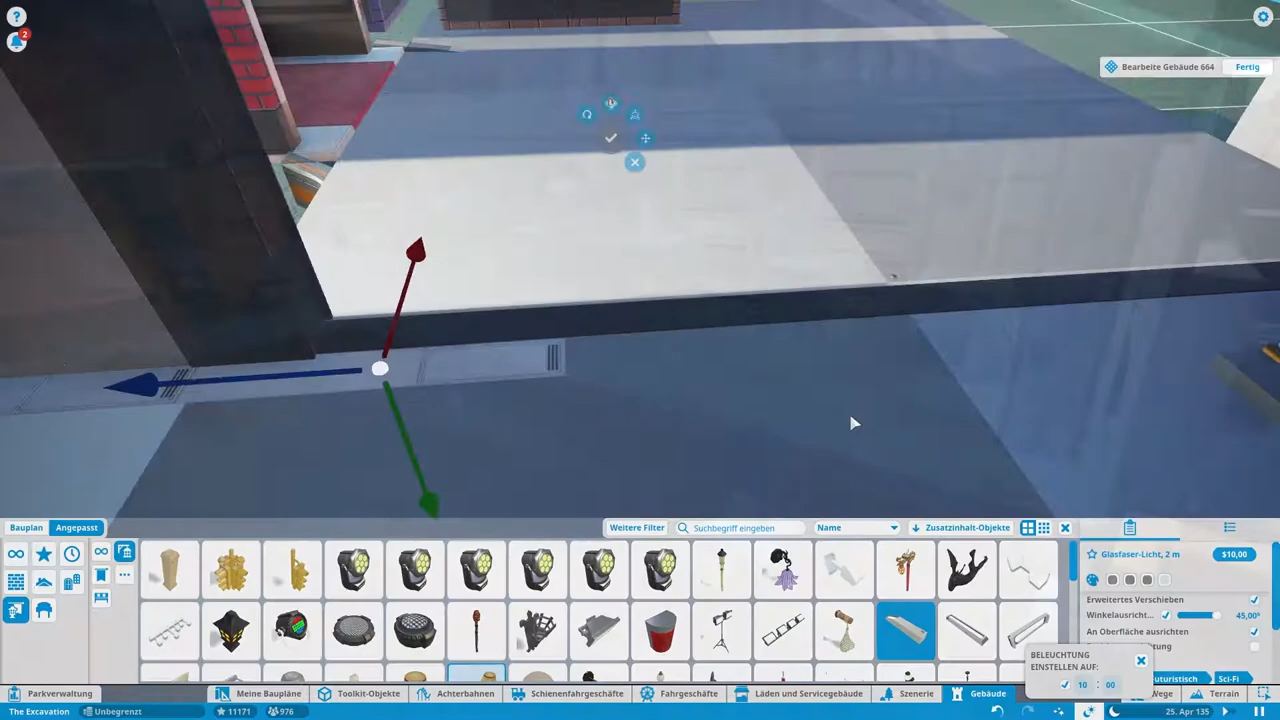 ?
2
Bearbeite Gebäude 664 Fertig
Bauplan Angepasst Weitere Filter Suchbegriff eingeben Name Zusatzinhalt-Objekte
Glasfaser-Licht, 2 m $10,00
Erweitertes Verschieben
Winkelausricht... 45,00°
An Oberfläche ausrichten
BELEUCHTUNG
EINSTELLEN AUF:
10 : 00
Sci-Fi
Parkverwaltung Meine Baupläne Toolkit-Objekte Achterbahnen Schienenfahrgeschäfte Fahrgeschäfte Läden und Servicegebäude Szenerie Gebäude Wege Terrain
The Excavation Unbegrenzt 11171 976 25. Apr 135